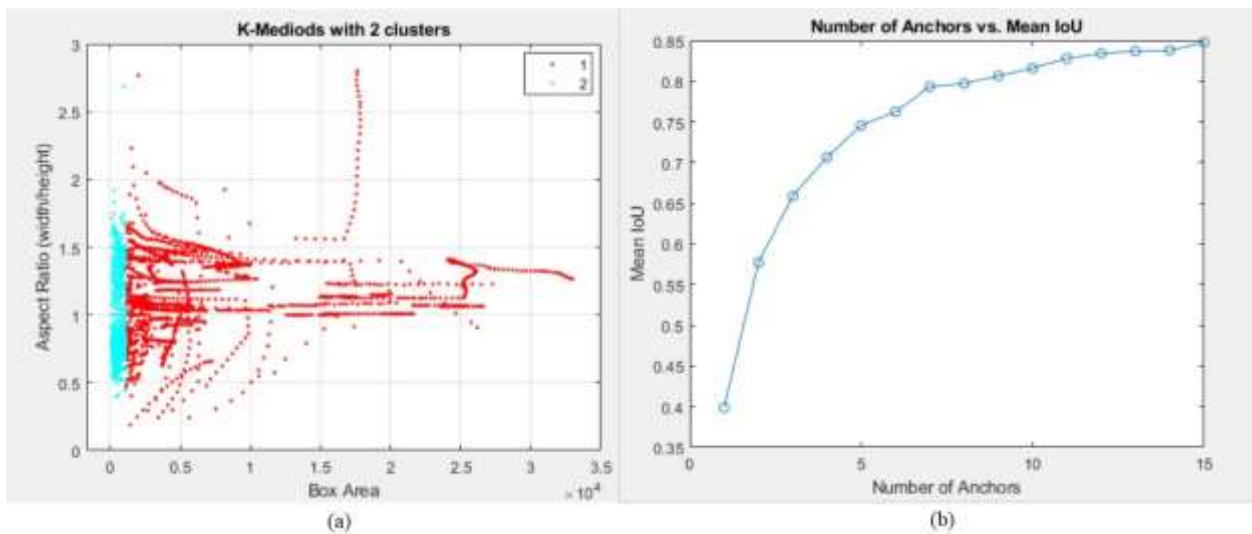 K-Mediods with 2 clusters
1
2
3
2.5
2
1.5
1
0.5
0
Aspect Ratio (width/height)
0 0.5 1 1.5 2 2.5 3 3.5
Box Area
×10⁴
(a)
Number of Anchors vs. Mean IoU
0.85
0.8
0.75
0.7
0.65
0.6
0.55
0.5
0.45
0.4
0.35
Mean IoU
0 5 10 15
Number of Anchors
(b)